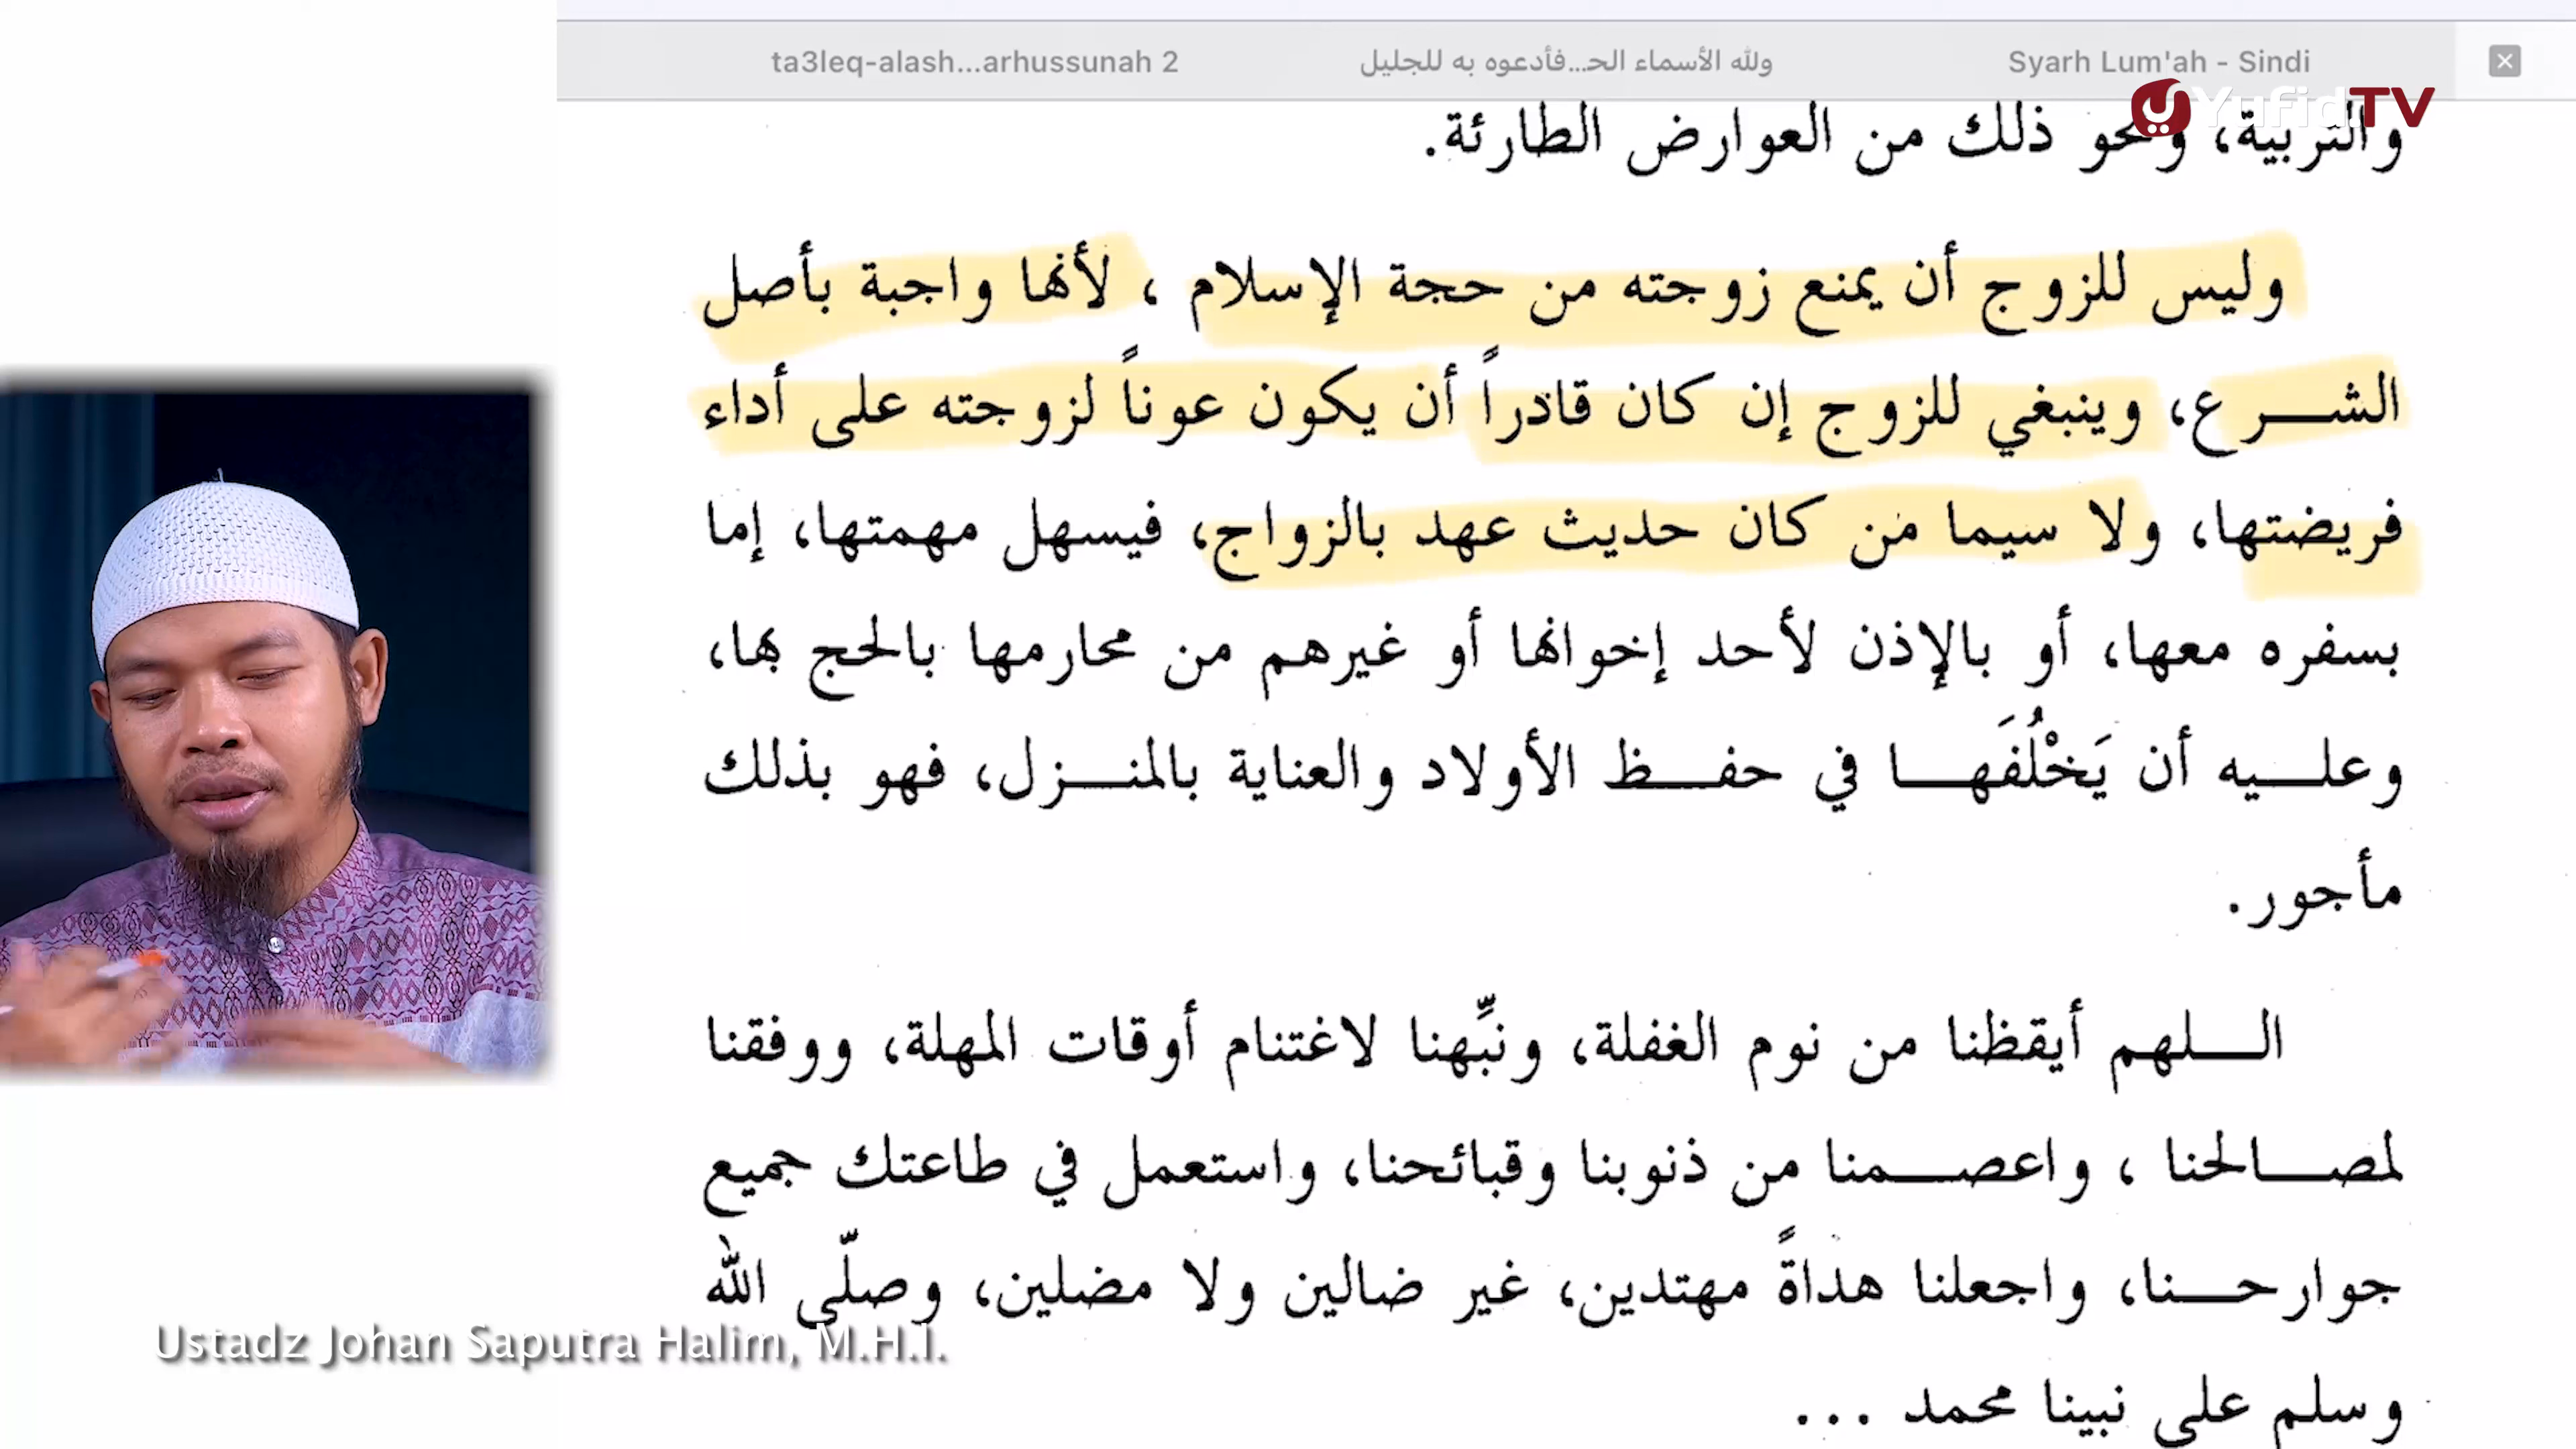 ta3leq-alash...arhussunah 2
ولله الأسماء الحـ...فأدعوه به للجليل
Syarh Lum'ah - Sindi
YufidTV
والتربية، ونحو ذلك من العوارض الطارئة.
وليس للزوج أن يمنع زوجته من حجة الإسلام ، لأنها واجبة بأصل
الشـــرع، وينبغي للزوج إن كان قادراً أن يكون عوناً لزوجته على أداء
فريضتها، ولا سيما من كان حديث عهد بالزواج، فيسهل مهمتها، إما
بسفره معها، أو بالإذن لأحد إخوانها أو غيرهم من محارمها بالحج بها،
وعلـــيه أن يَخْلُفَهـــا في حفـــظ الأولاد والعناية بالمنـــزل، فهو بذلك
مأجور.
الـــلهم أيقظنا من نوم الغفلة، ونبِّهنا لاغتنام أوقات المهلة، ووفقنا
لمصـــالحنا ، واعصـــمنا من ذنوبنا وقبائحنا، واستعمل في طاعتك جميع
جوارحـــنا، واجعلنا هداةً مهتدين، غير ضالين ولا مضلين، وصلّى الله
وسلم على نبينا محمد ...
Ustadz Johan Saputra Halim, M.H.I.